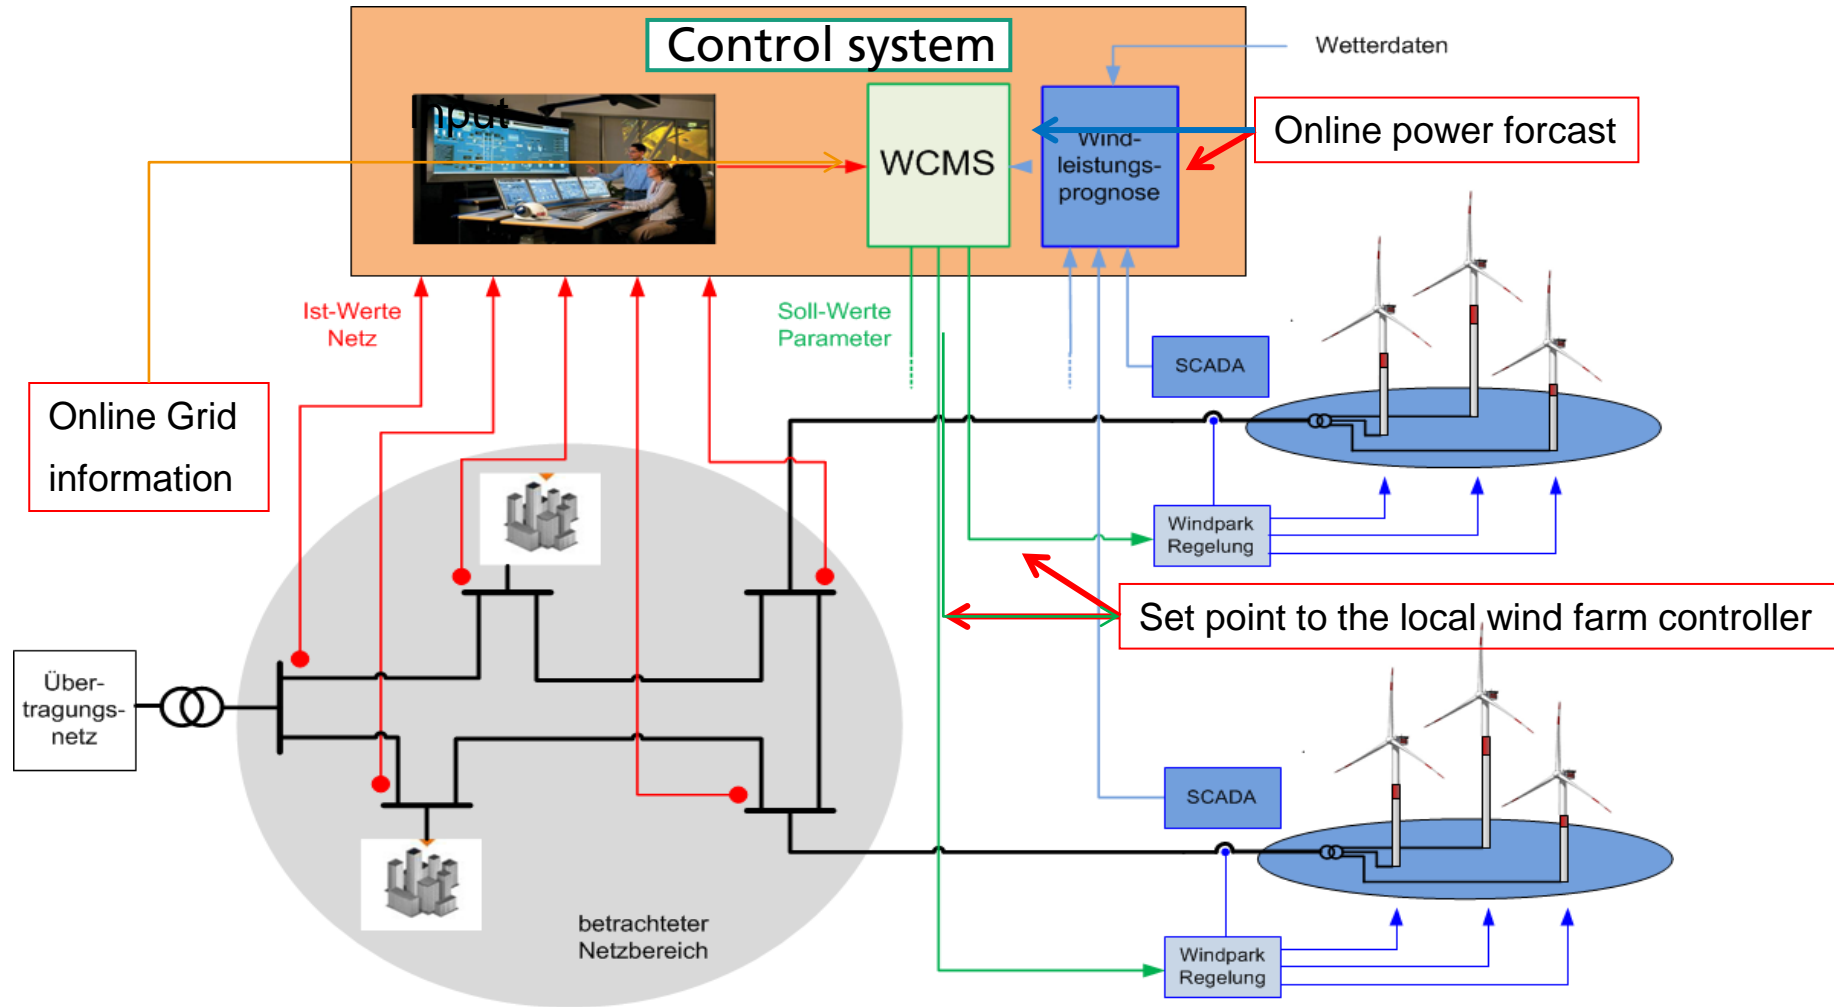 Control system
Wetterdaten
Input
Online power forcast
WCMS
Wind-
leistungs-
prognose
Ist-Werte
Netz
Soll-Werte
Parameter
SCADA
Online Grid
information
Windpark
Regelung
Set point to the local wind farm controller
Über-
tragungs-
netz
SCADA
betrachteter
Netzbereich
Windpark
Regelung